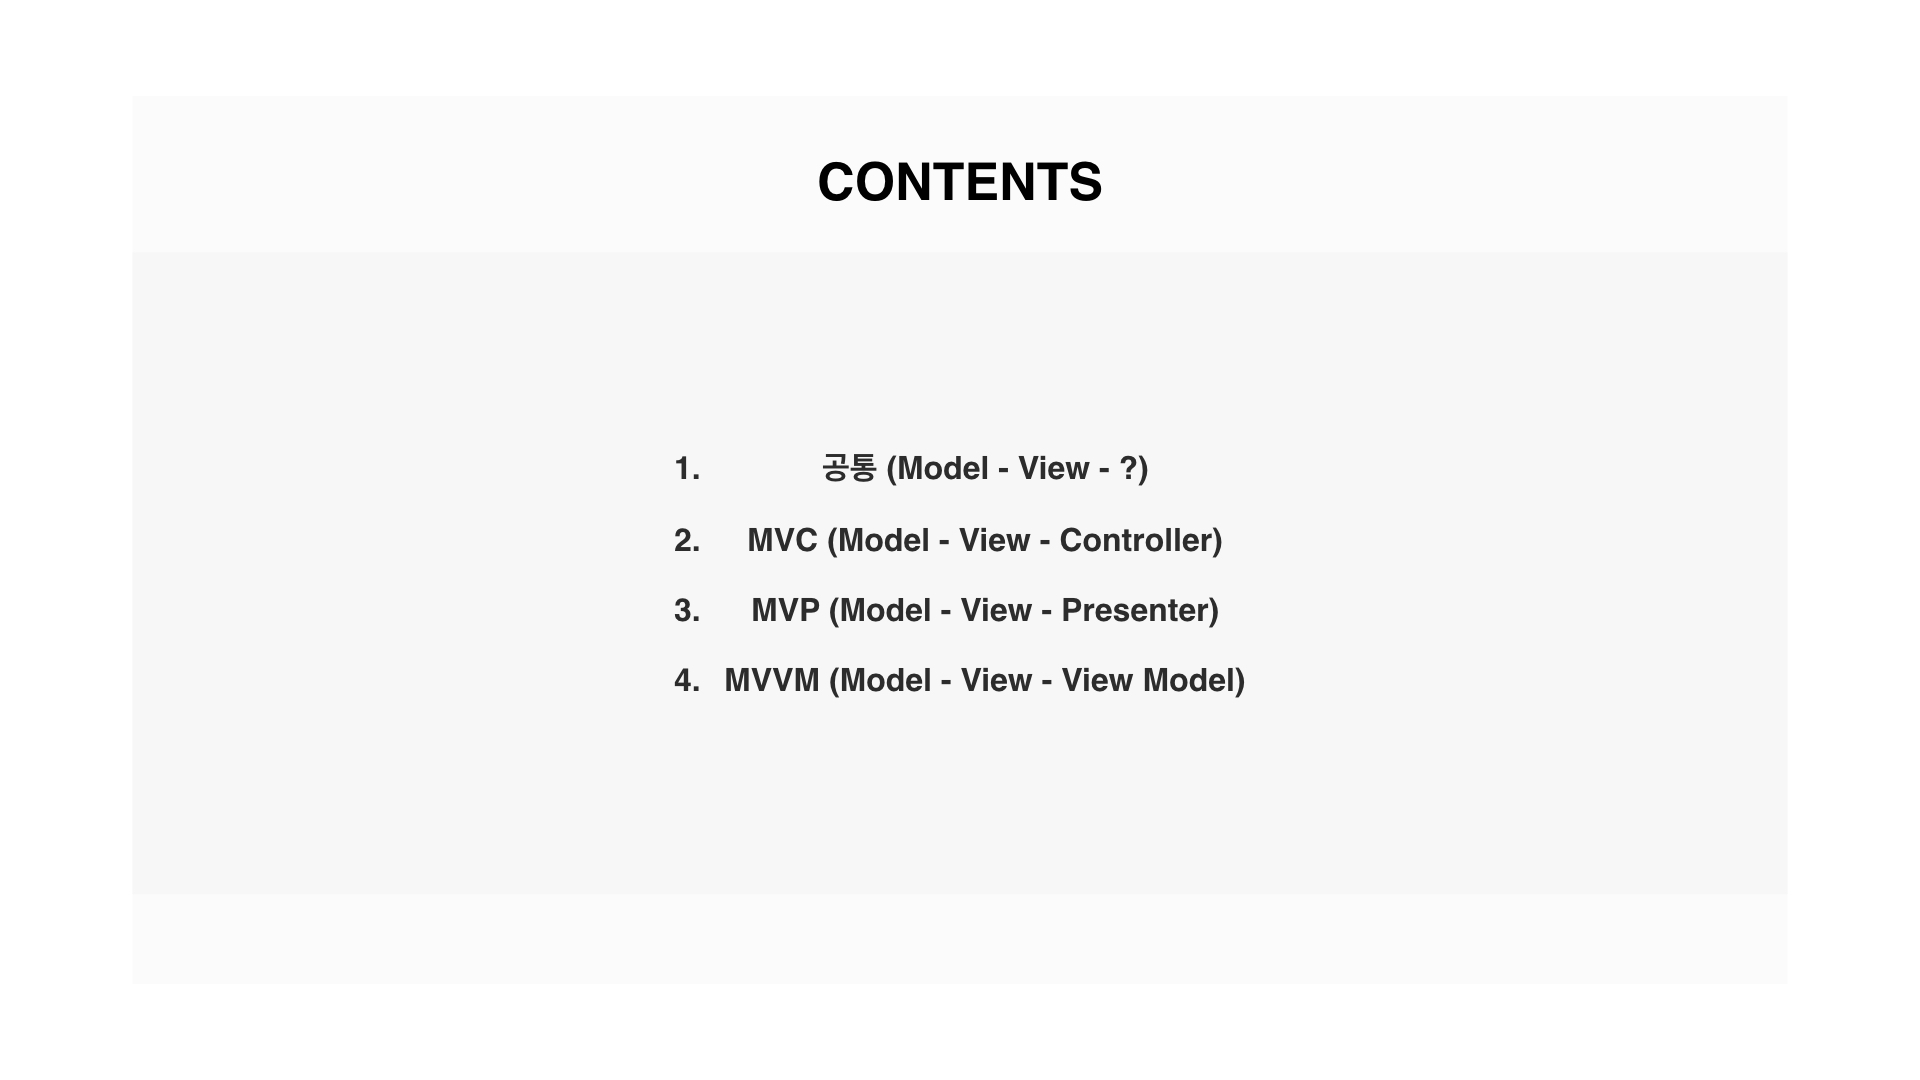 CONTENTS
1. 공통 (Model - View - ?)
2. MVC (Model - View - Controller)
3. MVP (Model - View - Presenter)
4. MVVM (Model - View - View Model)